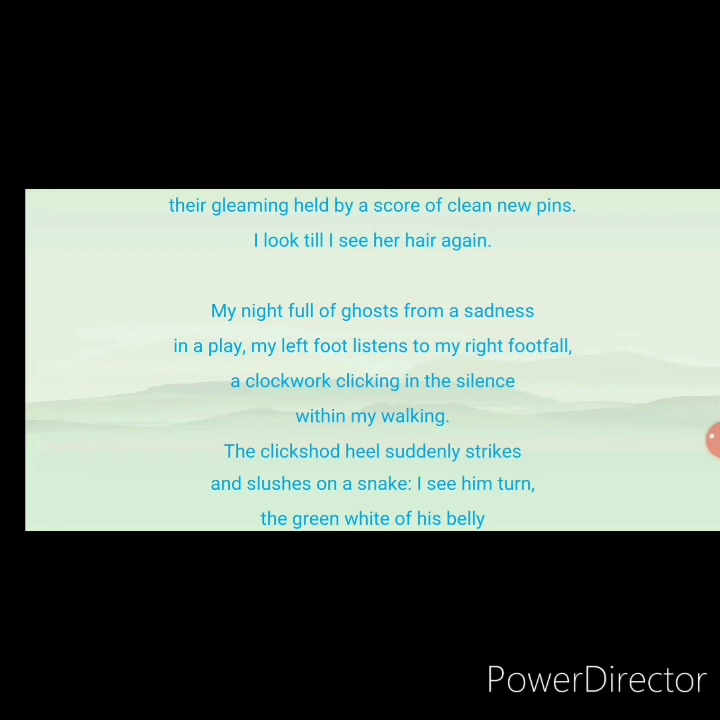 their gleaming held by a score of clean new pins.
I look till I see her hair again.
My night full of ghosts from a sadness
in a play, my left foot listens to my right footfall,
a clockwork clicking in the silence
within my walking.
The clickshod heel suddenly strikes
and slushes on a snake: I see him turn,
the green white of his belly
PowerDirector